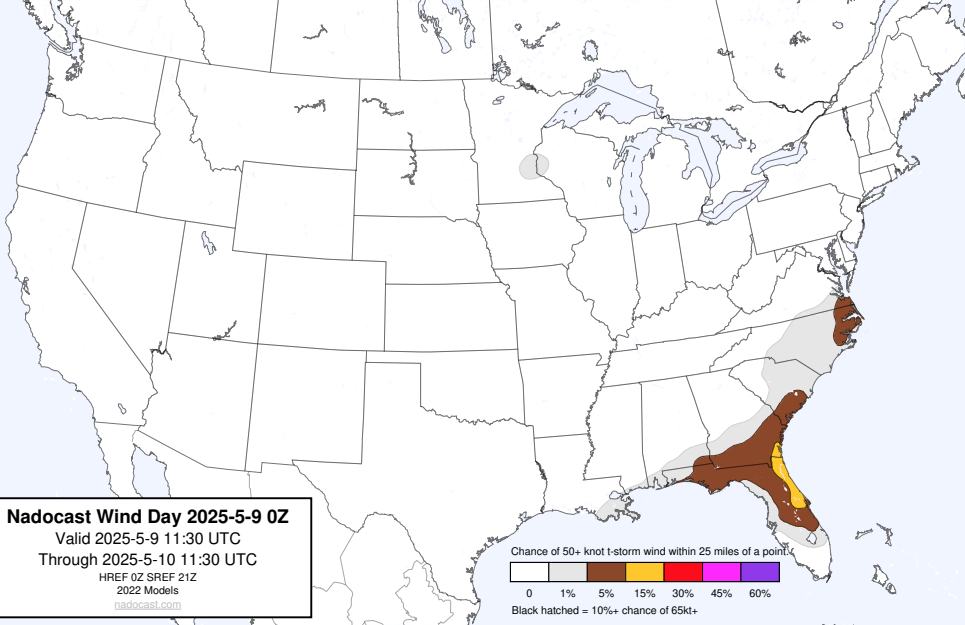 Nadocast Wind Day 2025-5-9 0Z
Valid 2025-5-9 11:30 UTC
Through 2025-5-10 11:30 UTC
HREF 0Z SREF 21Z
2022 Models
nadocast.com
Chance of 50+ knot t-storm wind within 25 miles of a point.
0 1% 5% 15% 30% 45% 60%
Black hatched = 10%+ chance of 65kt+